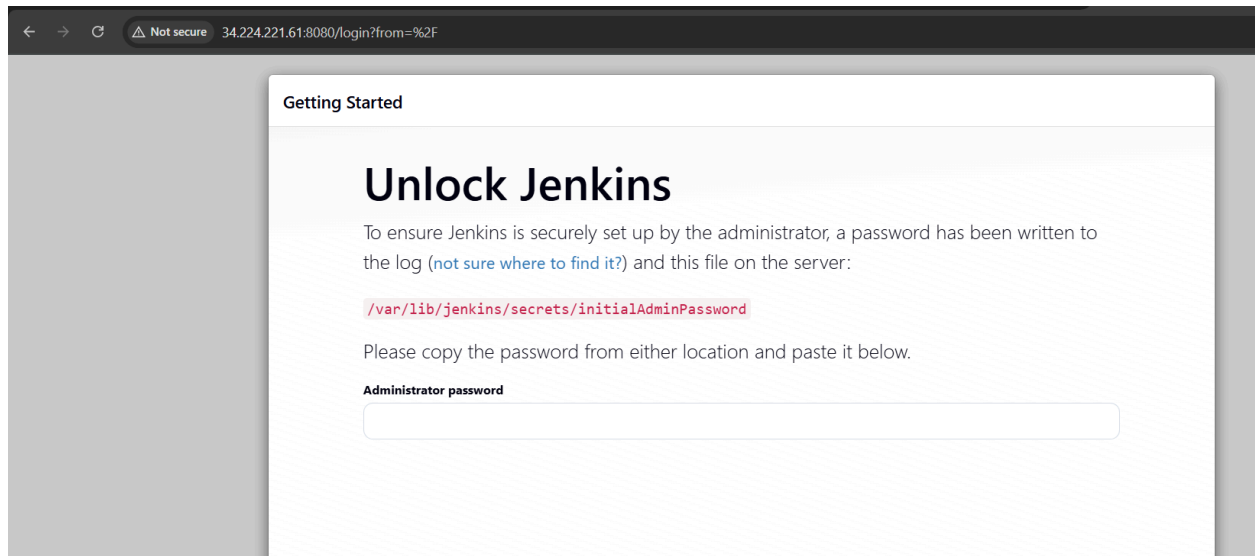 Not secure 34.224.221.61:8080/login?from=%2F
Getting Started
Unlock Jenkins
To ensure Jenkins is securely set up by the administrator, a password has been written to
the log (not sure where to find it?) and this file on the server:
/var/lib/jenkins/secrets/initialAdminPassword
Please copy the password from either location and paste it below.
Administrator password